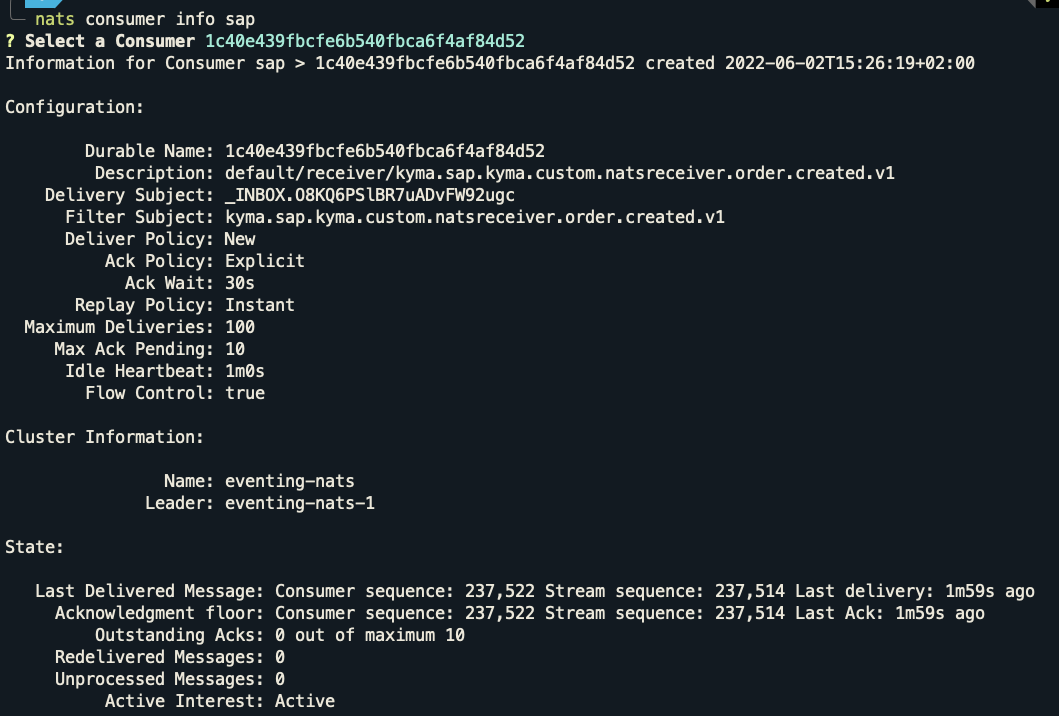 nats consumer info sap
? Select a Consumer 1c40e439fbcfe6b540fbca6f4af84d52
Information for Consumer sap > 1c40e439fbcfe6b540fbca6f4af84d52 created 2022-06-02T15:26:19+02:00
Configuration:
Durable Name: 1c40e439fbcfe6b540fbca6f4af84d52
Description: default/receiver/kyma.sap.kyma.custom.natsreceiver.order.created.v1
Delivery Subject: _INBOX.O8KQ6PSlBR7uADvFW92ugc
Filter Subject: kyma.sap.kyma.custom.natsreceiver.order.created.v1
Deliver Policy: New
Ack Policy: Explicit
Ack Wait: 30s
Replay Policy: Instant
Maximum Deliveries: 100
Max Ack Pending: 10
Idle Heartbeat: 1m0s
Flow Control: true
Cluster Information:
Name: eventing-nats
Leader: eventing-nats-1
State:
Last Delivered Message: Consumer sequence: 237,522 Stream sequence: 237,514 Last delivery: 1m59s ago
Acknowledgment floor: Consumer sequence: 237,522 Stream sequence: 237,514 Last Ack: 1m59s ago
Outstanding Acks: 0 out of maximum 10
Redelivered Messages: 0
Unprocessed Messages: 0
Active Interest: Active